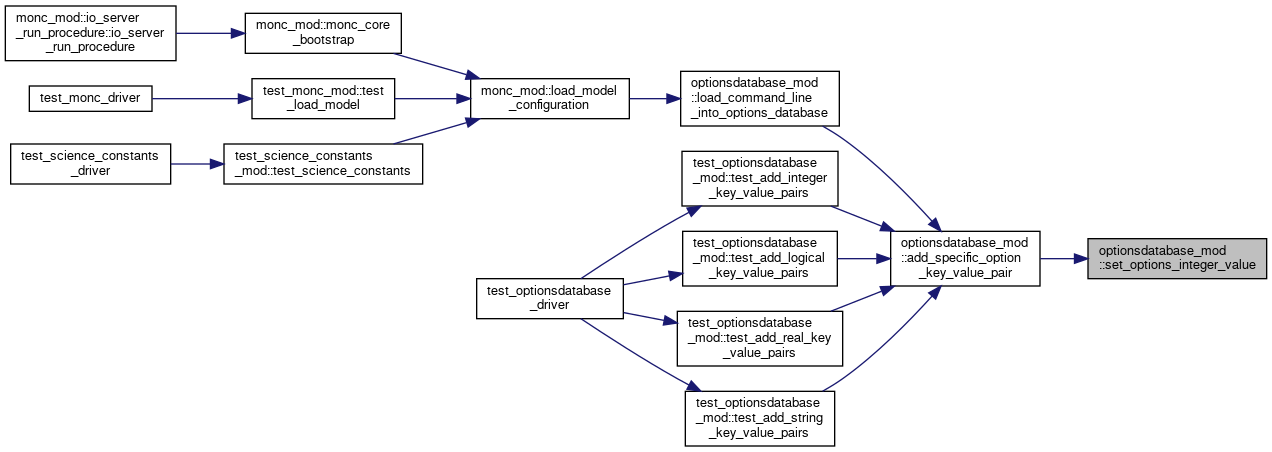 monc_mod::io_server
_run_procedure::io_server
_run_procedure
monc_mod::monc_core
_bootstrap
test_monc_driver
test_monc_mod::test
_load_model
test_science_constants
_driver
test_science_constants
_mod::test_science_constants
monc_mod::load_model
_configuration
optionsdatabase_mod
::load_command_line
_into_options_database
test_optionsdatabase
_mod::test_add_integer
_key_value_pairs
test_optionsdatabase
_mod::test_add_logical
_key_value_pairs
test_optionsdatabase
_driver
test_optionsdatabase
_mod::test_add_real_key
_value_pairs
test_optionsdatabase
_mod::test_add_string
_key_value_pairs
optionsdatabase_mod
::add_specific_option
_key_value_pair
optionsdatabase_mod
::set_options_integer_value